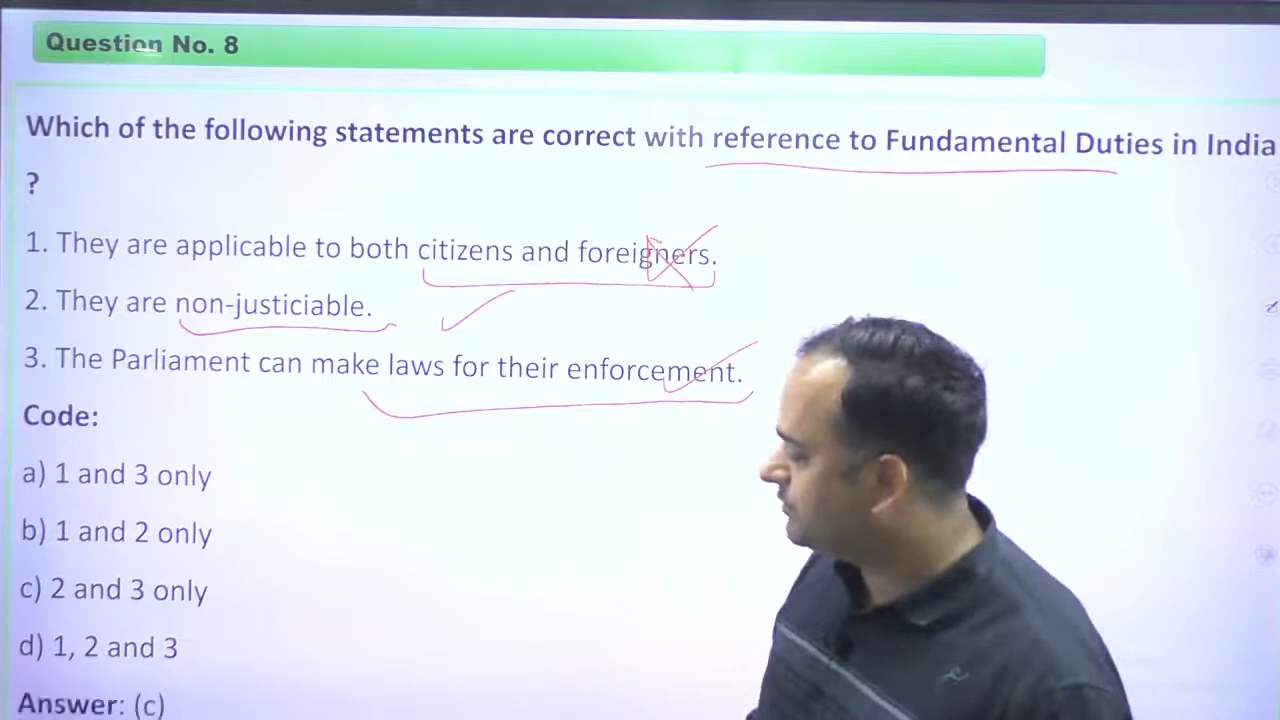 Question No. 8
Which of the following statements are correct with reference to Fundamental Duties in India
?
1. They are applicable to both citizens and foreigners.
2. They are non-justiciable.
3. The Parliament can make laws for their enforcement.
Code:
a) 1 and 3 only
b) 1 and 2 only
c) 2 and 3 only
d) 1, 2 and 3
Answer: (c)